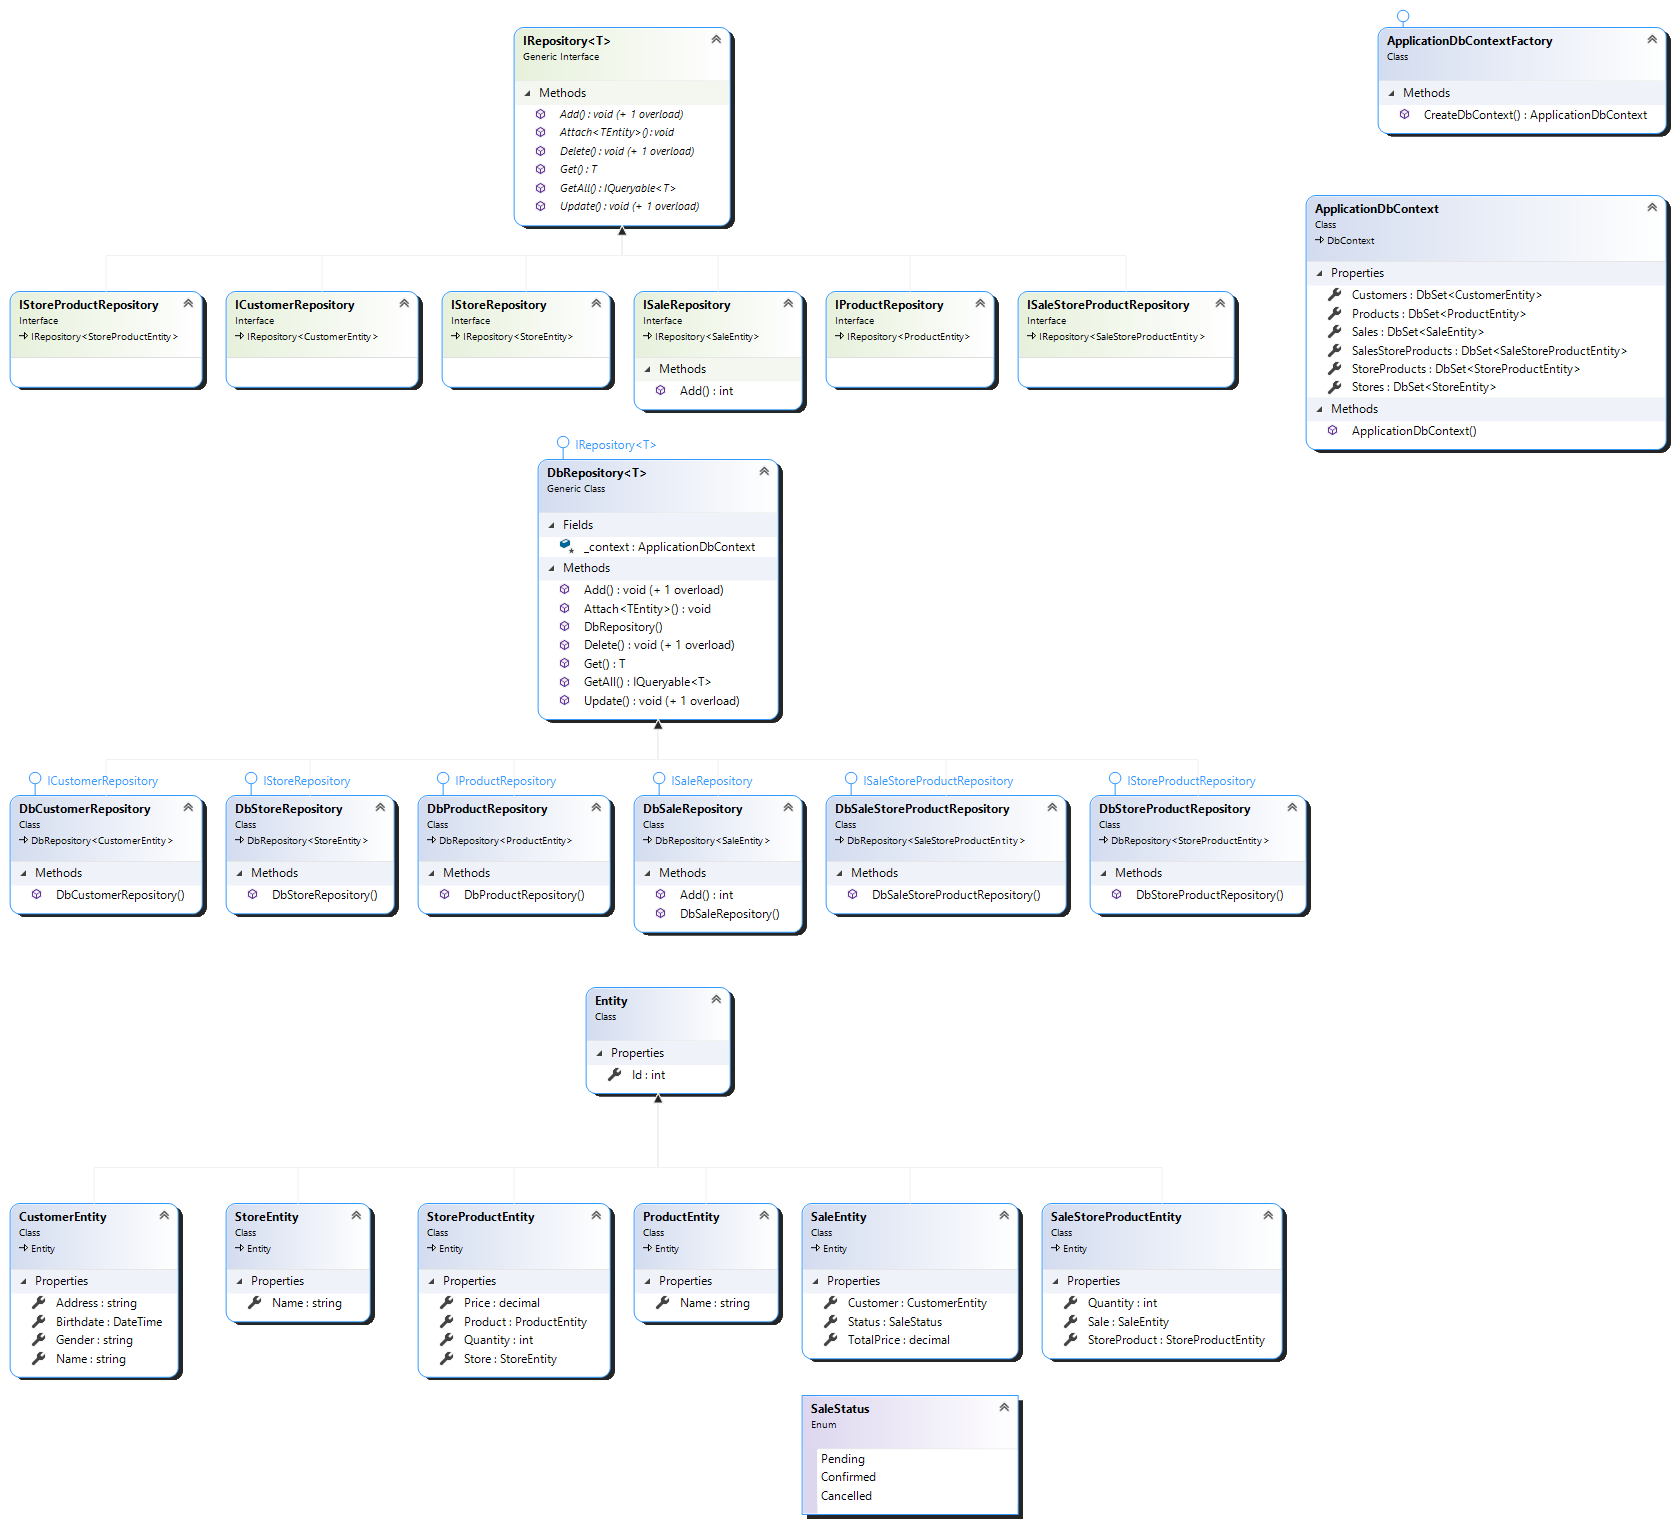 IRepository<T>
Generic Interface
Methods
Add() : void (+ 1 overload)
Attach<TEntity>() : void
Delete() : void (+ 1 overload)
Get() : T
GetAll() : IQueryable<T>
Update() : void (+ 1 overload)
ApplicationDbContextFactory
Class
Methods
CreateDbContext() : ApplicationDbContext
ApplicationDbContext
Class
DbContext
Properties
Customers : DbSet<CustomerEntity>
Products : DbSet<ProductEntity>
Sales : DbSet<SaleEntity>
SalesStoreProducts : DbSet<SaleStoreProductEntity>
StoreProducts : DbSet<StoreProductEntity>
Stores : DbSet<StoreEntity>
Methods
ApplicationDbContext()
IStoreProductRepository
Interface
IRepository<StoreProductEntity>
ICustomerRepository
Interface
IRepository<CustomerEntity>
IStoreRepository
Interface
IRepository<StoreEntity>
ISaleRepository
Interface
IRepository<SaleEntity>
Methods
Add() : int
IProductRepository
Interface
IRepository<ProductEntity>
ISaleStoreProductRepository
Interface
IRepository<SaleStoreProductEntity>
IRepository<T>
DbRepository<T>
Generic Class
Fields
_context : ApplicationDbContext
Methods
Add() : void (+ 1 overload)
Attach<TEntity>() : void
DbRepository()
Delete() : void (+ 1 overload)
Get() : T
GetAll() : IQueryable<T>
Update() : void (+ 1 overload)
ICustomerRepository
DbCustomerRepository
Class
DbRepository<CustomerEntity>
Methods
DbCustomerRepository()
IStoreRepository
DbStoreRepository
Class
DbRepository<StoreEntity>
Methods
DbStoreRepository()
IProductRepository
DbProductRepository
Class
DbRepository<ProductEntity>
Methods
DbProductRepository()
ISaleRepository
DbSaleRepository
Class
DbRepository<SaleEntity>
Methods
Add() : int
DbSaleRepository()
ISaleStoreProductRepository
DbSaleStoreProductRepository
Class
DbRepository<SaleStoreProductEntity>
Methods
DbSaleStoreProductRepository()
IStoreProductRepository
DbStoreProductRepository
Class
DbRepository<StoreProductEntity>
Methods
DbStoreProductRepository()
Entity
Class
Properties
Id : int
CustomerEntity
Class
Entity
Properties
Address : string
Birthdate : DateTime
Gender : string
Name : string
StoreEntity
Class
Entity
Properties
Name : string
StoreProductEntity
Class
Entity
Properties
Price : decimal
Product : ProductEntity
Quantity : int
Store : StoreEntity
ProductEntity
Class
Entity
Properties
Name : string
SaleEntity
Class
Entity
Properties
Customer : CustomerEntity
Status : SaleStatus
TotalPrice : decimal
SaleStoreProductEntity
Class
Entity
Properties
Quantity : int
Sale : SaleEntity
StoreProduct : StoreProductEntity
SaleStatus
Enum
Pending
Confirmed
Cancelled